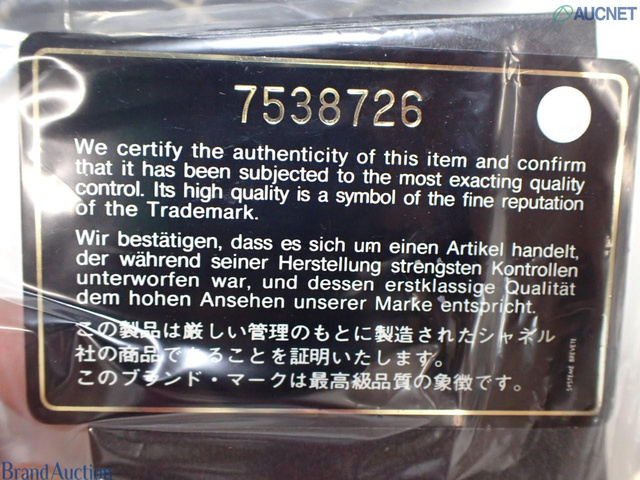 AUCNET
7538726
We certify the authenticity of this item and confirm
that it has been subjected to the most exacting quality
control. Its high quality is a symbol of the fine reputation
of the Trademark.
Wir bestätigen, dass es sich um einen Artikel handelt,
der während seiner Herstellung strengsten Kontrollen
unterworfen war, und dessen erstklassige Qualität
dem hohen Ansehen unserer Marke entspricht.
この製品は厳しい管理のもとに製造されたシャネル
社の商品であることを証明いたします。
このブランド・マークは最高級品質の象徴です。
SYSTEME BREVETE
BrandAuction